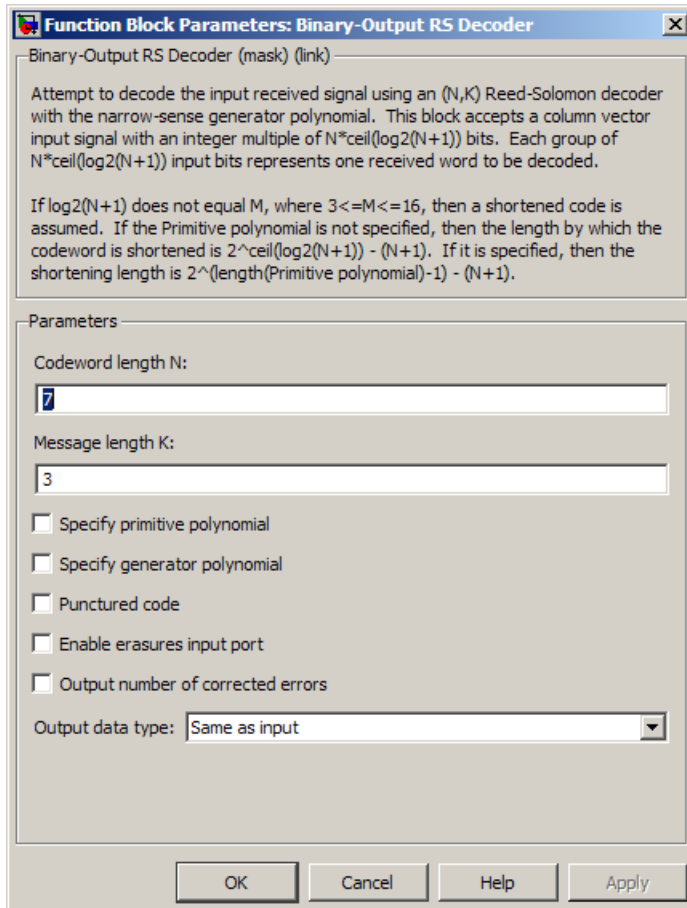 Function Block Parameters: Binary-Output RS Decoder
Binary-Output RS Decoder (mask) (link)
Attempt to decode the input received signal using an (N,K) Reed-Solomon decoder
with the narrow-sense generator polynomial.  This block accepts a column vector
input signal with an integer multiple of N*ceil(log2(N+1)) bits.  Each group of
N*ceil(log2(N+1)) input bits represents one received word to be decoded.
If log2(N+1) does not equal M, where 3<=M<=16, then a shortened code is
assumed.  If the Primitive polynomial is not specified, then the length by which the
codeword is shortened is 2^ceil(log2(N+1)) - (N+1).  If it is specified, then the
shortening length is 2^(length(Primitive polynomial)-1) - (N+1).
Parameters
Codeword length N:
7
Message length K:
3
Specify primitive polynomial
Specify generator polynomial
Punctured code
Enable erasures input port
Output number of corrected errors
Output data type: Same as input
OK Cancel Help Apply